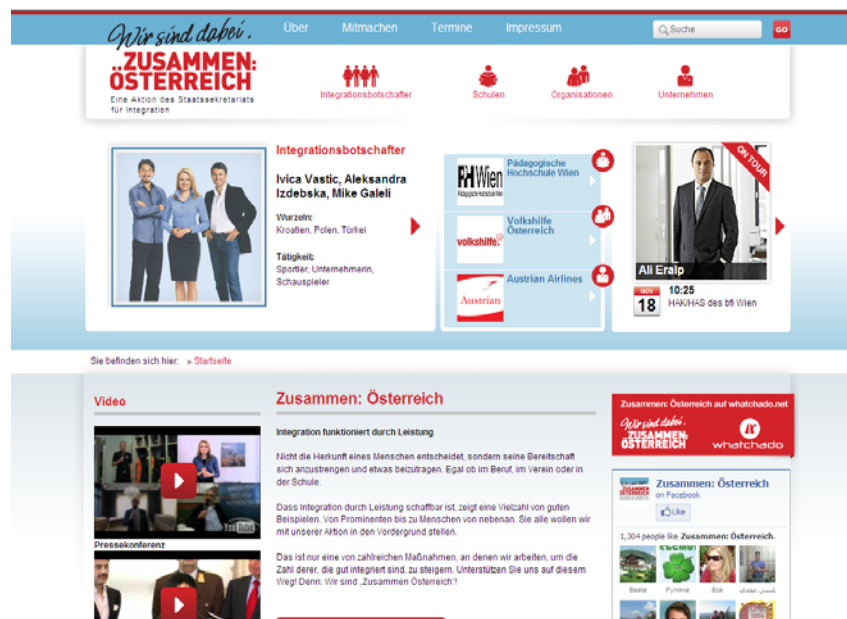 Wir sind dabei.
Über Mitmachen Termine Impressum
Suche GO
..ZUSAMMEN:
ÖSTERREICH
Eine Aktion des Staatssekretariats
für Integration
Integrationsbotschafter Schulen Organisationen Unternehmen
Integrationsbotschafter
Ivica Vastic, Aleksandra
Izdebska, Mike Galeli
Wurzeln:
Kroatien, Polen, Türkei
Tätigkeit:
Sportler, Unternehmerin,
Schauspieler
PH Wien
Pädagogische Hochschule Wien
Pädagogische
Hochschule Wien
volkshilfe.
Volkshilfe
Österreich
Austrian
Austrian Airlines
ON TOUR
Ali Eralp
NOV
18
10:25
HAK/HAS des bfi Wien
Sie befinden sich hier: » Startseite
Video
YouTube
Pressekonferenz
Zusammen: Österreich
Integration funktioniert durch Leistung
Nicht die Herkunft eines Menschen entscheidet, sondern seine Bereitschaft
sich anzustrengen und etwas beizutragen. Egal ob im Beruf, im Verein oder in
der Schule.
Dass Integration durch Leistung schaffbar ist, zeigt eine Vielzahl von guten
Beispielen. Von Prominenten bis zu Menschen von nebenan. Sie alle wollen wir
mit unserer Aktion in den Vordergrund stellen.
Das ist nur eine von zahlreichen Maßnahmen, an denen wir arbeiten, um die
Zahl derer, die gut integriert sind, zu steigern. Unterstützen Sie uns auf diesem
Weg! Denn: Wir sind „Zusammen Österreich“!
Zusammen: Österreich auf whatchado.net
Wir sind dabei.
..ZUSAMMEN:
ÖSTERREICH
whatchado
Zusammen: Österreich
on Facebook
Like
1,304 people like Zusammen: Österreich.
Beate Pyrmina Ece